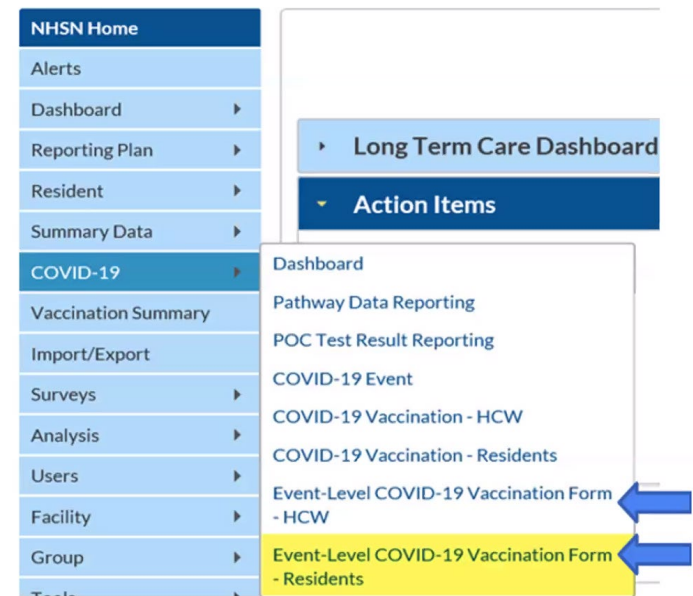 NHSN Home
Alerts
Dashboard
Reporting Plan
Resident
Summary Data
COVID-19
Vaccination Summary
Import/Export
Surveys
Analysis
Users
Facility
Group
Tools
Long Term Care Dashboard
Action Items
Dashboard
Pathway Data Reporting
POC Test Result Reporting
COVID-19 Event
COVID-19 Vaccination - HCW
COVID-19 Vaccination - Residents
Event-Level COVID-19 Vaccination Form
- HCW
Event-Level COVID-19 Vaccination Form
- Residents